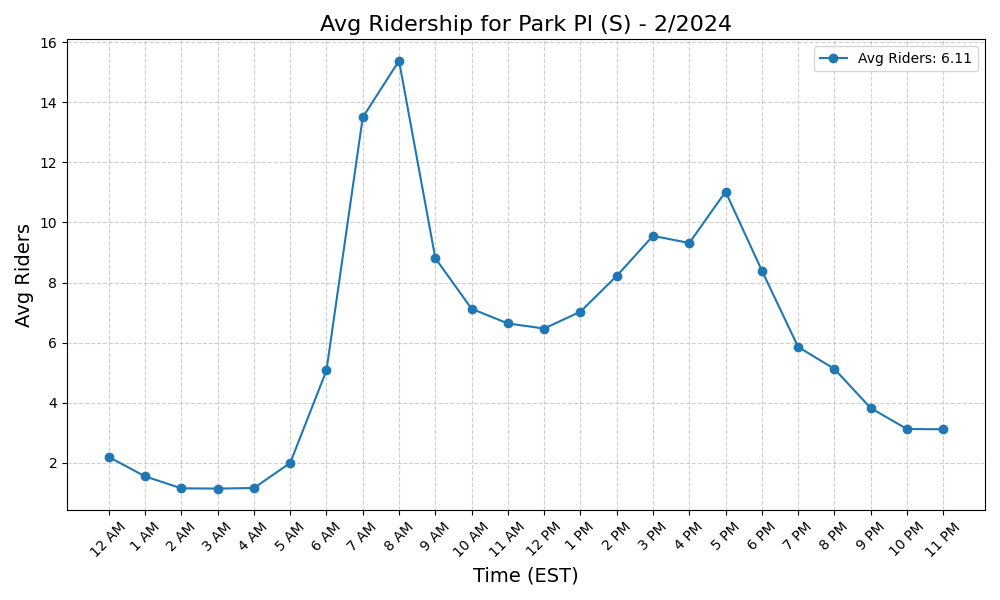 Avg Ridership for Park Pl (S) - 2/2024
Avg Riders: 6.11
Avg Riders
16
14
12
10
8
6
4
2
12 AM
1 AM
2 AM
3 AM
4 AM
5 AM
6 AM
7 AM
8 AM
9 AM
10 AM
11 AM
12 PM
1 PM
2 PM
3 PM
4 PM
5 PM
6 PM
7 PM
8 PM
9 PM
10 PM
11 PM
Time (EST)